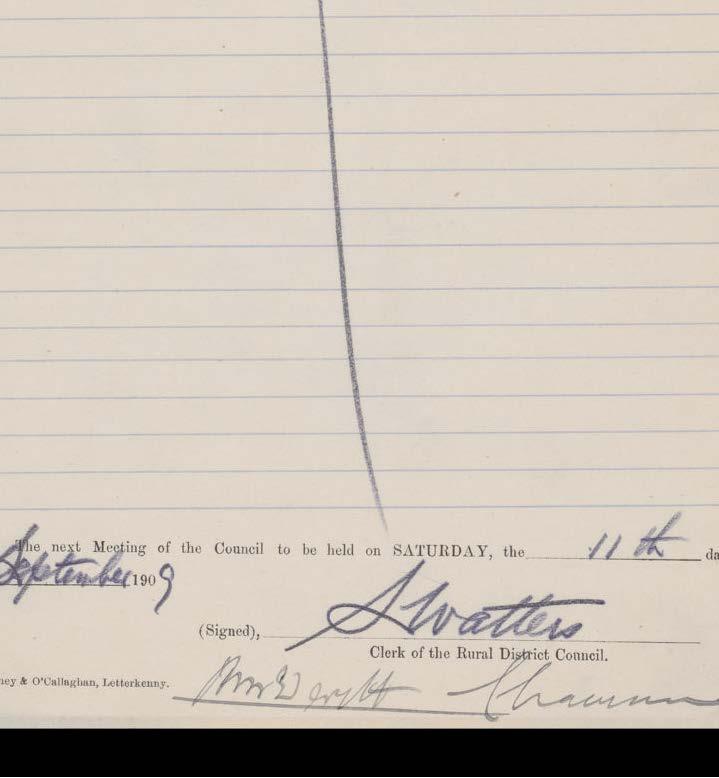 The next Meeting of the Council to be held on SATURDAY, the 11th da
September 1909
(Signed), S Watters
Clerk of the Rural District Council.
ney & O'Callaghan, Letterkenny.
Chairman